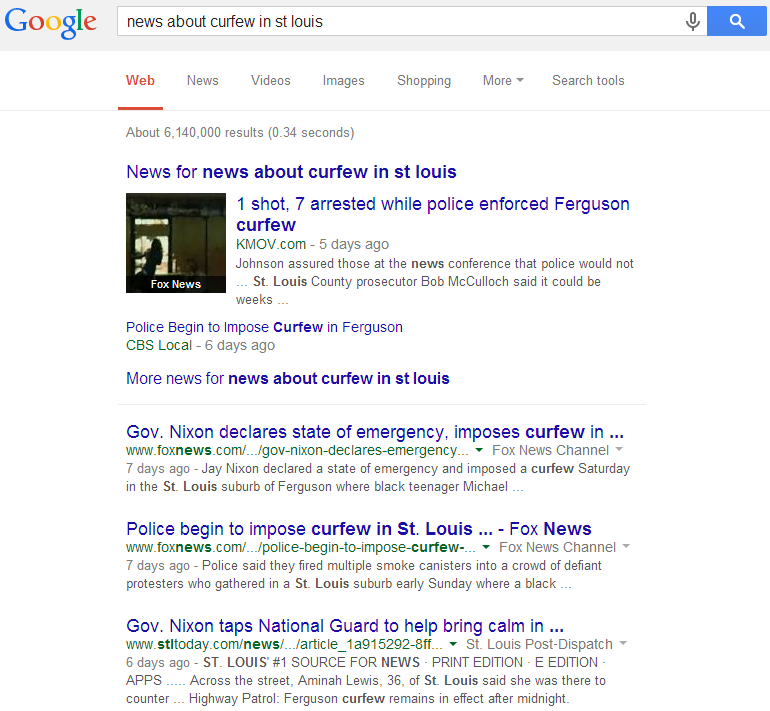 Google
news about curfew in st louis
Web News Videos Images Shopping More Search tools
About 6,140,000 results (0.34 seconds)
News for news about curfew in st louis
1 shot, 7 arrested while police enforced Ferguson
curfew
KMOV.com - 5 days ago
Johnson assured those at the news conference that police would not
... St. Louis County prosecutor Bob McCulloch said it could be
weeks ...
Fox News
Police Begin to Impose Curfew in Ferguson
CBS Local - 6 days ago
More news for news about curfew in st louis
Gov. Nixon declares state of emergency, imposes curfew in ...
www.foxnews.com/.../gov-nixon-declares-emergency... Fox News Channel
7 days ago - Jay Nixon declared a state of emergency and imposed a curfew Saturday
in the St. Louis suburb of Ferguson where black teenager Michael ...
Police begin to impose curfew in St. Louis ... - Fox News
www.foxnews.com/.../police-begin-to-impose-curfew-... Fox News Channel
7 days ago - Police said they fired multiple smoke canisters into a crowd of defiant
protesters who gathered in a St. Louis suburb early Sunday where a black ...
Gov. Nixon taps National Guard to help bring calm in ...
www.stltoday.com/news/.../article_1a915292-8ff... St. Louis Post-Dispatch
6 days ago - ST. LOUIS' #1 SOURCE FOR NEWS · PRINT EDITION · E EDITION ·
APPS ..... Across the street, Aminah Lewis, 36, of St. Louis said she was there to
counter ... Highway Patrol: Ferguson curfew remains in effect after midnight.